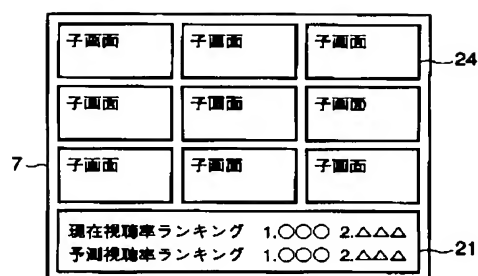 子画面 子画面 子画面
24
子画面 子画面 子画面
7
子画面 子画面 子画面
現在視聴率ランキング 1.○○○ 2.△△△
予測視聴率ランキング 1.○○○ 2.△△△
21